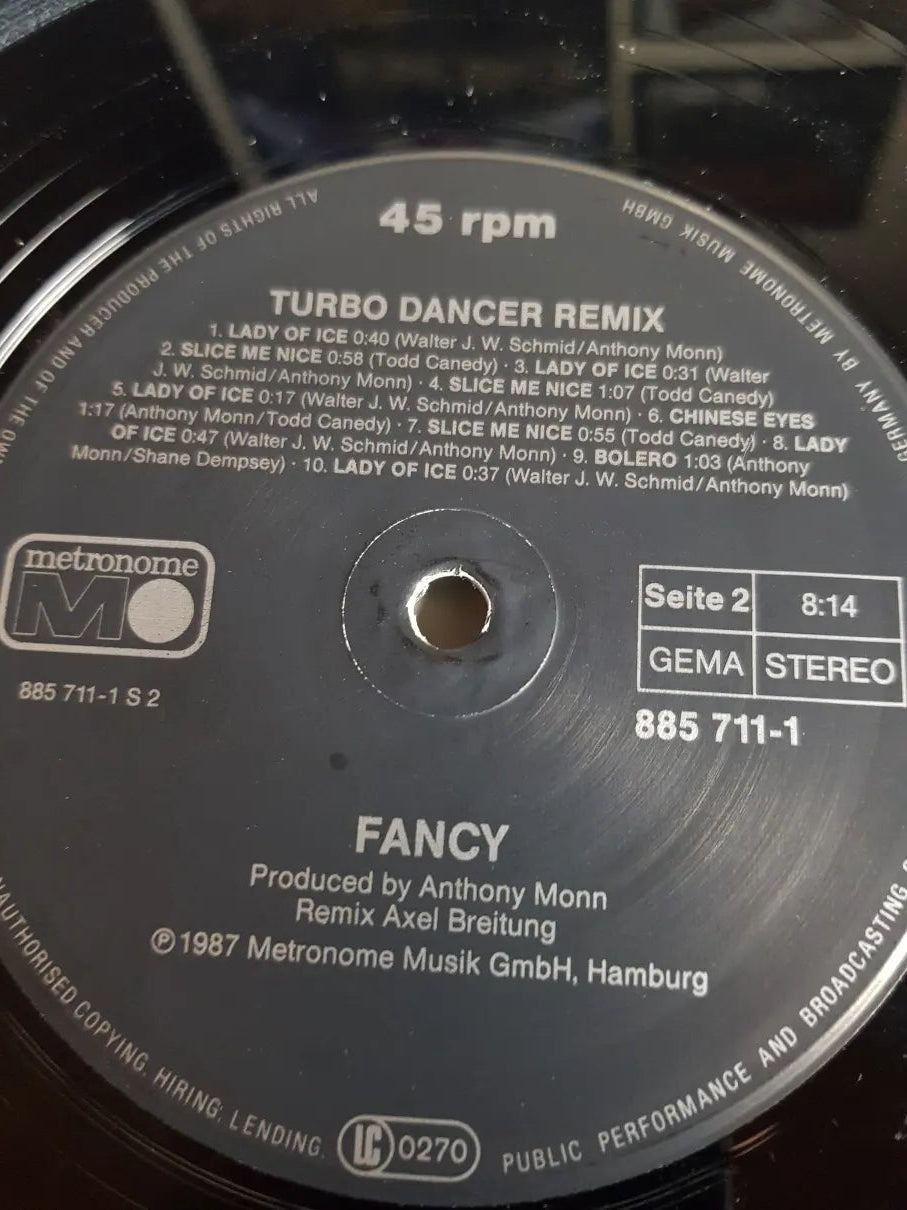 45 rpm
TURBO DANCER REMIX
1. LADY OF ICE 0:40 (Walter J. W. Schmid/Anthony Monn)
2. SLICE ME NICE 0:58 (Todd Canedy) · 3. LADY OF ICE 0:31 (Walter
J. W. Schmid/Anthony Monn) · 4. SLICE ME NICE 1:07 (Todd Canedy)
5. LADY OF ICE 0:17 (Walter J. W. Schmid/Anthony Monn) · 6. CHINESE EYES
1:17 (Anthony Monn/Todd Canedy) · 7. SLICE ME NICE 0:55 (Todd Canedy) · 8. LADY
OF ICE 0:47 (Walter J. W. Schmid/Anthony Monn) · 9. BOLERO 1:03 (Anthony
Monn/Shane Dempsey) · 10. LADY OF ICE 0:37 (Walter J. W. Schmid/Anthony Monn)
metronome
MO
885 711-1 S 2
Seite 2 8:14
GEMA STEREO
885 711-1
FANCY
Produced by Anthony Monn
Remix Axel Breitung
℗ 1987 Metronome Musik GmbH, Hamburg
ALL RIGHTS OF THE PRODUCER AND OF THE
COPYING, HIRING, LENDING,
LC 0270
PUBLIC PERFORMANCE AND BROADCASTING
GERMANY BY METRONOME MUSIK GMBH